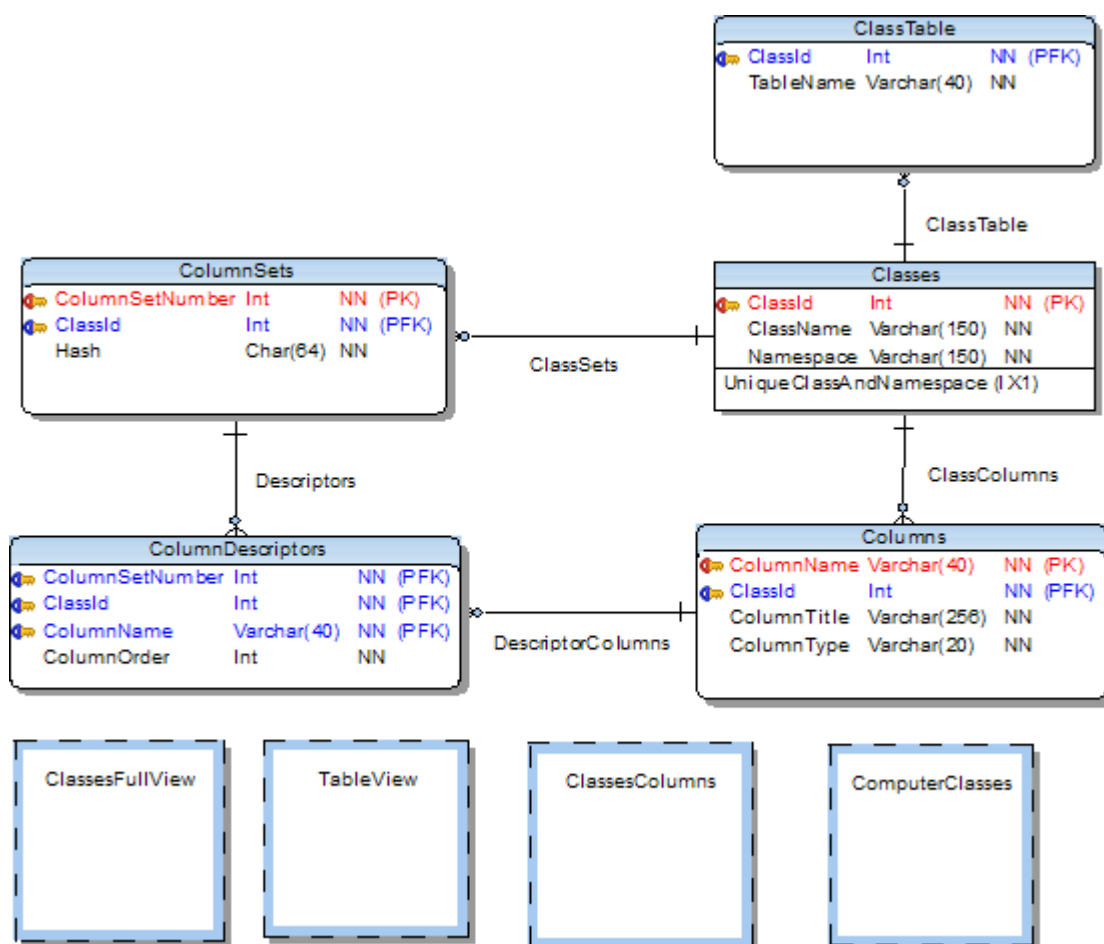 ClassTable
ClassId Int NN (PFK)
TableName Varchar(40) NN
ClassTable
ColumnSets
ColumnSetNumber Int NN (PK)
ClassId Int NN (PFK)
Hash Char(64) NN
ClassSets
Classes
ClassId Int NN (PK)
ClassName Varchar(150) NN
Namespace Varchar(150) NN
UniqueClassAndNamespace (IX1)
Descriptors
ClassColumns
ColumnDescriptors
ColumnSetNumber Int NN (PFK)
ClassId Int NN (PFK)
ColumnName Varchar(40) NN (PFK)
ColumnOrder Int NN
DescriptorColumns
Columns
ColumnName Varchar(40) NN (PK)
ClassId Int NN (PFK)
ColumnTitle Varchar(256) NN
ColumnType Varchar(20) NN
ClassesFullView
TableView
ClassesColumns
ComputerClasses